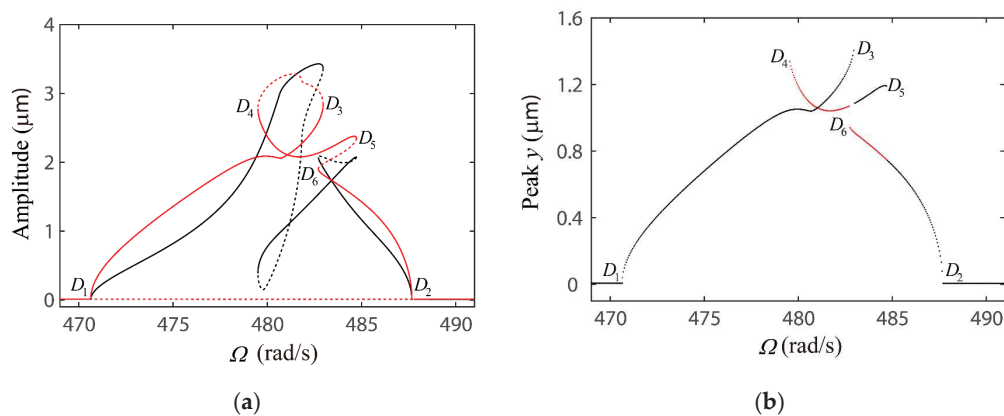 4
3
2
1
0
Amplitude (μm)
D₄
D₃
D₅
D₆
D₁
D₂
470
475
480
485
490
Ω (rad/s)
(a)
1.6
1.2
0.8
0.4
0
Peak y (μm)
D₄
D₃
D₅
D₆
D₁
D₂
470
475
480
485
490
Ω (rad/s)
(b)